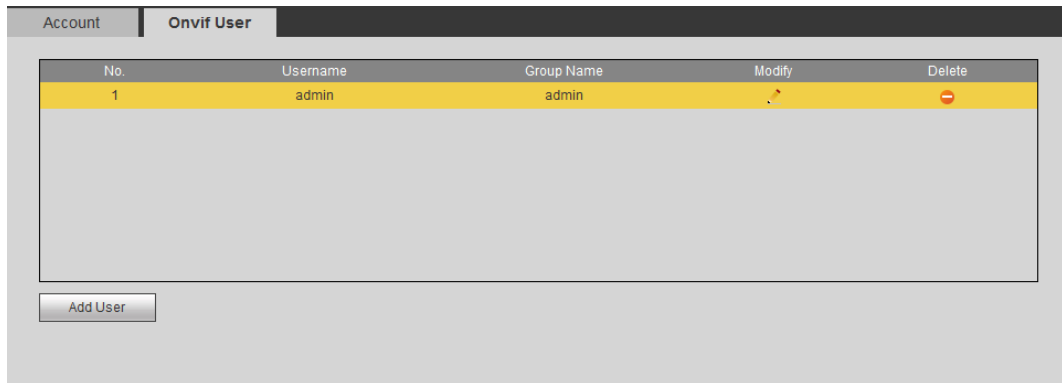 Account Onvif User
No. Username Group Name Modify Delete
1 admin admin
Add User